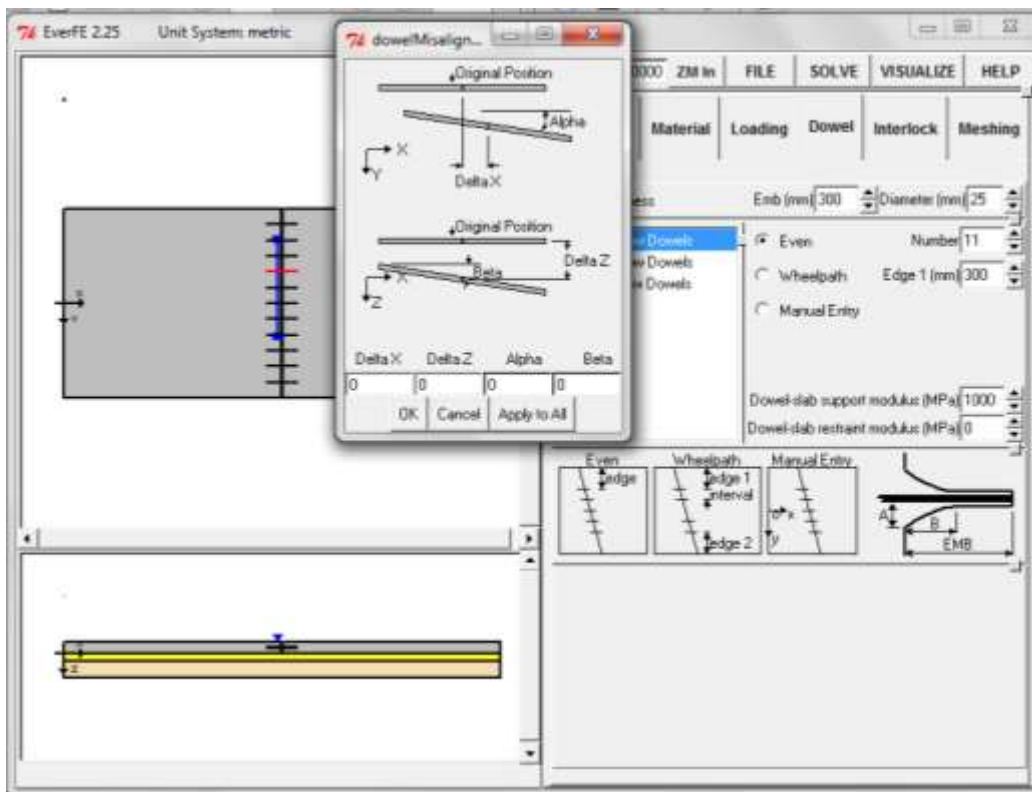 EverFE 2.25 Unit System: metric
dowelMisalign...
0000 ZM In FILE SOLVE VISUALIZE HELP
Material Loading Dowel Interlock Meshing
Emb (mm) 300 Diameter (mm) 25
Dowels
Dowels
Dowels
Even Number 11
Wheelpath Edge 1 (mm) 300
Manual Entry
Dowel-slab support modulus (MPa) 1000
Dowel-slab restraint modulus (MPa) 0
Original Position
Alpha
X
Y
Delta X
Original Position
Delta Z
Beta
X
Z
Delta X Delta Z Alpha Beta
0 0 0 0
OK Cancel Apply to All
Even Wheelpath Manual Entry
edge
edge 1
interval
edge 2
x
y
A
B
EMB